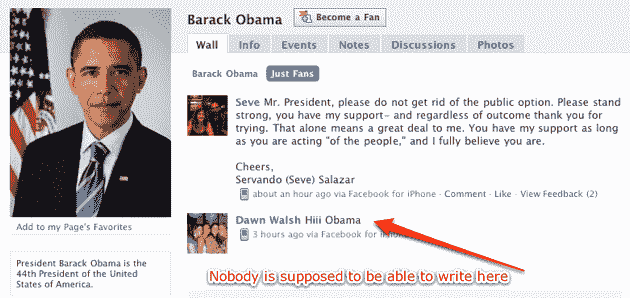 Barack Obama
Become a Fan
Wall Info Events Notes Discussions Photos
Barack Obama Just Fans
Seve Mr. President, please do not get rid of the public option. Please stand
strong, you have my support- and regardless of outcome thank you for
trying. That alone means a great deal to me. You have my support as long
as you are acting "of the people," and I fully believe you are.
Cheers,
Servando (Seve) Salazar
about an hour ago via Facebook for iPhone · Comment · Like · View Feedback (2)
Dawn Walsh Hiii Obama
3 hours ago via Facebook for
Nobody is supposed to be able to write here
Add to my Page's Favorites
President Barack Obama is the
44th President of the United
States of America.